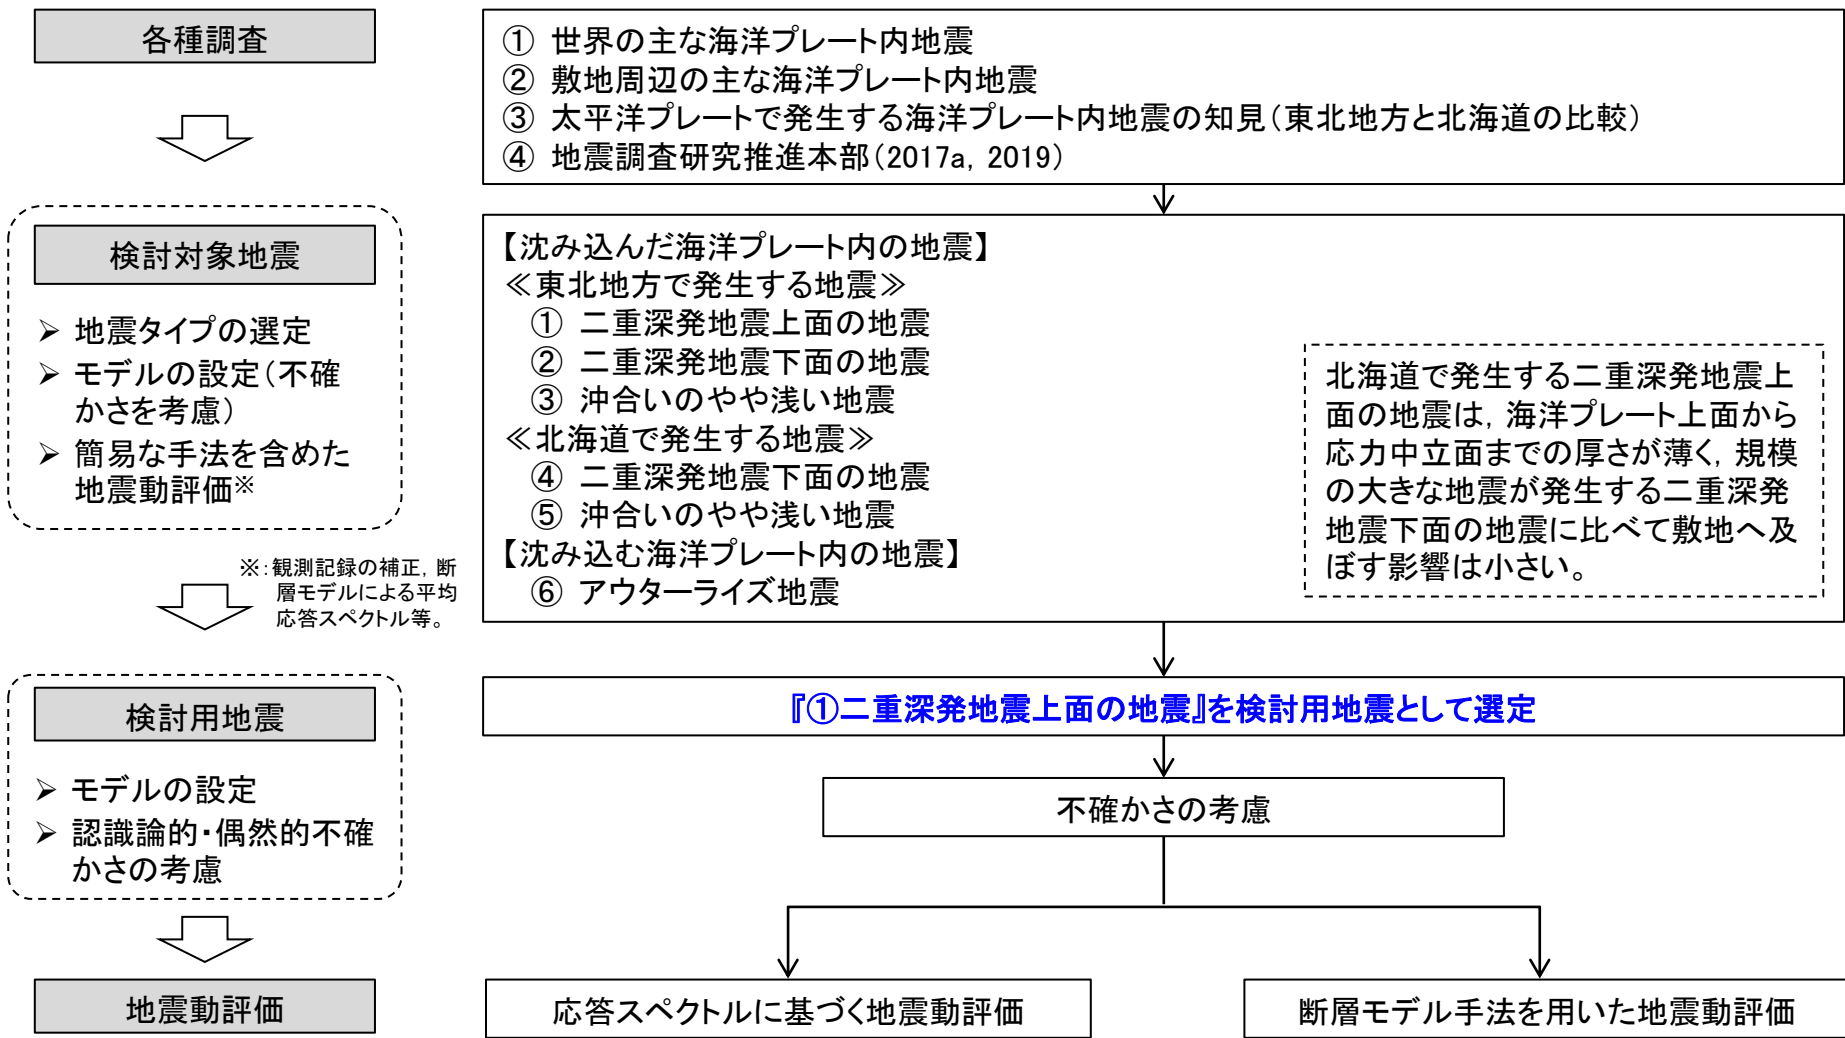 各種調査
① 世界の主な海洋プレート内地震
② 敷地周辺の主な海洋プレート内地震
③ 太平洋プレートで発生する海洋プレート内地震の知見（東北地方と北海道の比較）
④ 地震調査研究推進本部（2017a，2019）
検討対象地震
➢ 地震タイプの選定
➢ モデルの設定（不確
かさを考慮）
➢ 簡易な手法を含めた
地震動評価※
※：観測記録の補正，断
層モデルによる平均
応答スペクトル等。
【沈み込んだ海洋プレート内の地震】
≪東北地方で発生する地震≫
① 二重深発地震上面の地震
② 二重深発地震下面の地震
③ 沖合いのやや浅い地震
≪北海道で発生する地震≫
④ 二重深発地震下面の地震
⑤ 沖合いのやや浅い地震
【沈み込む海洋プレート内の地震】
⑥ アウターライズ地震
北海道で発生する二重深発地震上
面の地震は，海洋プレート上面から
応力中立面までの厚さが薄く，規模
の大きな地震が発生する二重深発
地震下面の地震に比べて敷地へ及
ぼす影響は小さい。
検討用地震
➢ モデルの設定
➢ 認識論的・偶然的不確
かさの考慮
『①二重深発地震上面の地震』を検討用地震として選定
不確かさの考慮
地震動評価
応答スペクトルに基づく地震動評価
断層モデル手法を用いた地震動評価